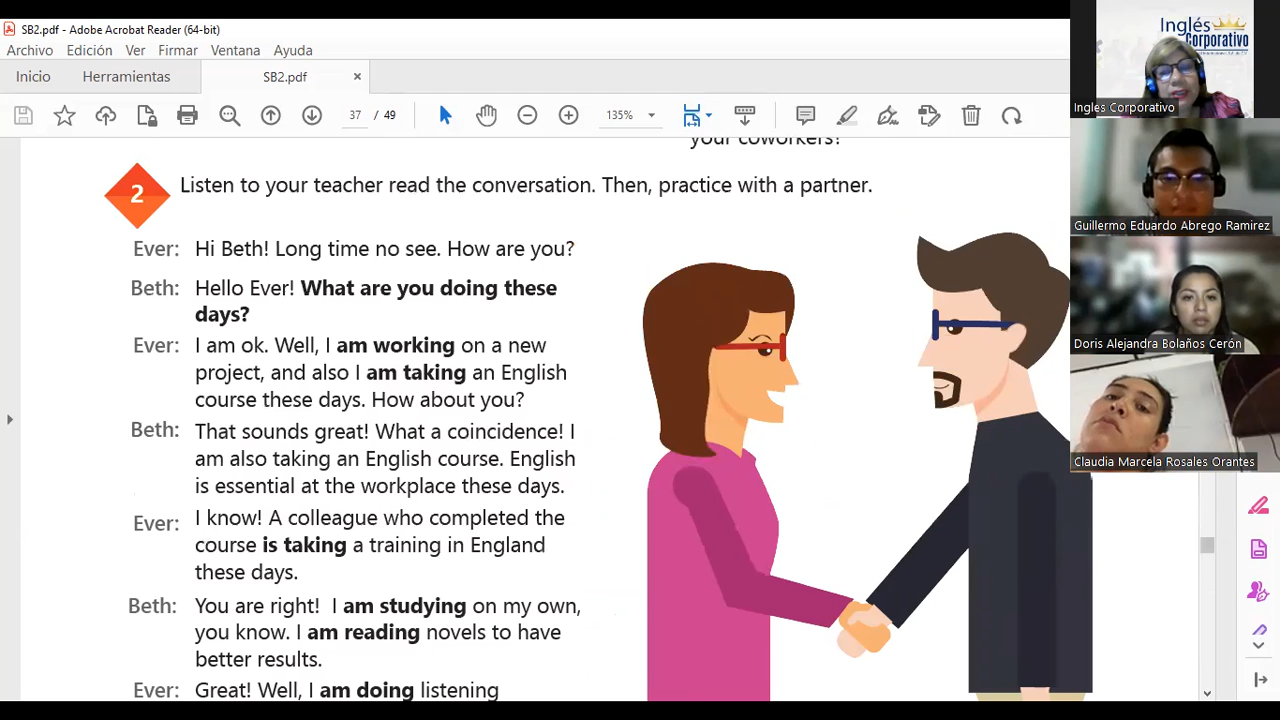 SB2.pdf - Adobe Acrobat Reader (64-bit)
Archivo Edición Ver Firmar Ventana Ayuda
Inicio Herramientas SB2.pdf ×
37 / 49 135%
your coworkers!
2 Listen to your teacher read the conversation. Then, practice with a partner.
Ever: Hi Beth! Long time no see. How are you?
Beth: Hello Ever! What are you doing these
days?
Ever: I am ok. Well, I am working on a new
project, and also I am taking an English
course these days. How about you?
Beth: That sounds great! What a coincidence! I
am also taking an English course. English
is essential at the workplace these days.
Ever: I know! A colleague who completed the
course is taking a training in England
these days.
Beth: You are right! I am studying on my own,
you know. I am reading novels to have
better results.
Ever: Great! Well, I am doing listening
Inglés
Corporativo
Ingles Corporativo
Guillermo Eduardo Abrego Ramirez
Doris Alejandra Bolaños Cerón
Claudia Marcela Rosales Orantes